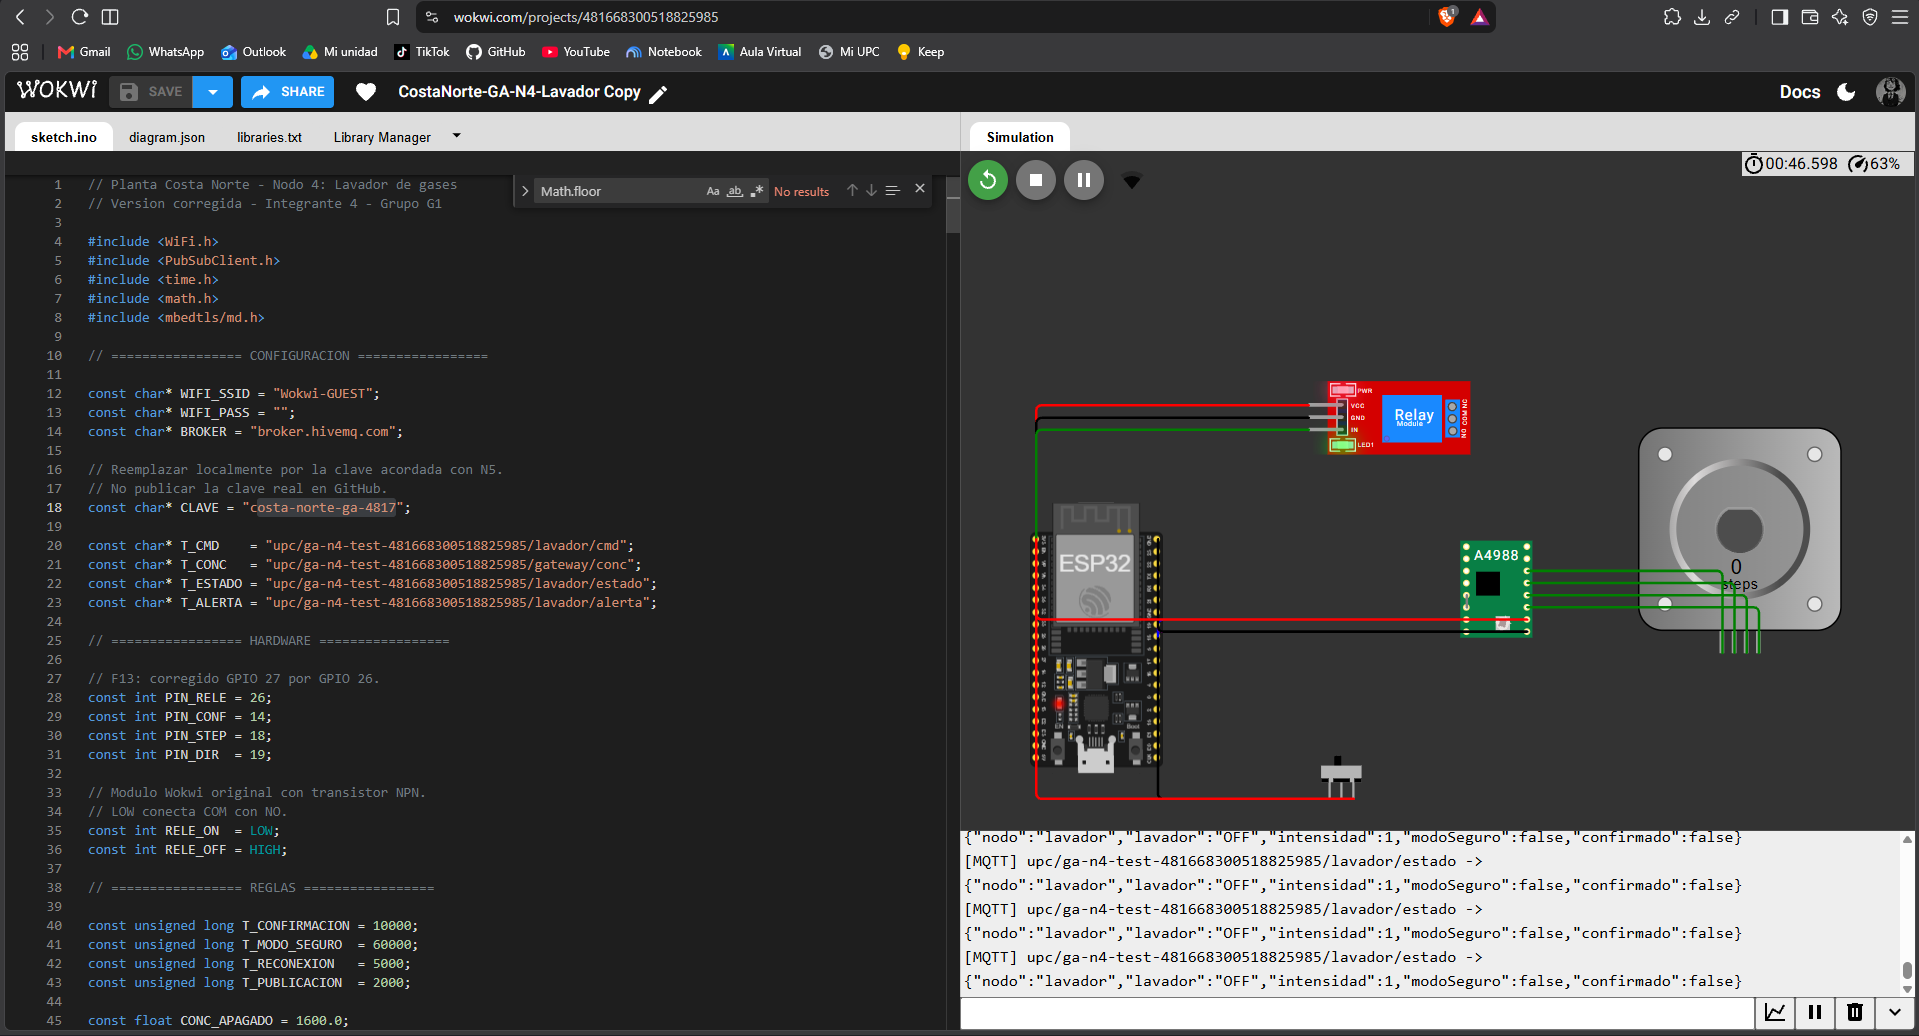 wokwi.com/projects/481668300518825985
1
Gmail
WhatsApp
Outlook
Mi unidad
TikTok
GitHub
YouTube
Notebook
Aula Virtual
Mi UPC
Keep
WOKWI
SAVE
SHARE
CostaNorte-GA-N4-Lavador Copy
Docs
sketch.ino
diagram.json
libraries.txt
Library Manager
Simulation
Math.floor
Aa
ab
.*
No results
00:46.598
63%
1 // Planta Costa Norte - Nodo 4: Lavador de gases
2 // Version corregida - Integrante 4 - Grupo G1
3
4 #include <WiFi.h>
5 #include <PubSubClient.h>
6 #include <time.h>
7 #include <math.h>
8 #include <mbedtls/md.h>
9
10 // ================= CONFIGURACION =================
11
12 const char* WIFI_SSID = "Wokwi-GUEST";
13 const char* WIFI_PASS = "";
14 const char* BROKER = "broker.hivemq.com";
15
16 // Reemplazar localmente por la clave acordada con N5.
17 // No publicar la clave real en GitHub.
18 const char* CLAVE = "costa-norte-ga-4817";
19
20 const char* T_CMD    = "upc/ga-n4-test-481668300518825985/lavador/cmd";
21 const char* T_CONC   = "upc/ga-n4-test-481668300518825985/gateway/conc";
22 const char* T_ESTADO = "upc/ga-n4-test-481668300518825985/lavador/estado";
23 const char* T_ALERTA = "upc/ga-n4-test-481668300518825985/lavador/alerta";
24
25 // ================= HARDWARE =================
26
27 // F13: corregido GPIO 27 por GPIO 26.
28 const int PIN_RELE = 26;
29 const int PIN_CONF = 14;
30 const int PIN_STEP = 18;
31 const int PIN_DIR  = 19;
32
33 // Modulo Wokwi original con transistor NPN.
34 // LOW conecta COM con NO.
35 const int RELE_ON  = LOW;
36 const int RELE_OFF = HIGH;
37
38 // ================= REGLAS =================
39
40 const unsigned long T_CONFIRMACION = 10000;
41 const unsigned long T_MODO_SEGURO  = 60000;
42 const unsigned long T_RECONEXION   = 5000;
43 const unsigned long T_PUBLICACION  = 2000;
44
45 const float CONC_APAGADO = 1600.0;
PWR
VCC
GND
IN
LED1
Relay
Module
NO COM NC
ESP32
EN
Boot
A4988
0
steps
{"nodo":"lavador","lavador":"OFF","intensidad":1,"modoSeguro":false,"confirmado":false}
[MQTT] upc/ga-n4-test-481668300518825985/lavador/estado ->
{"nodo":"lavador","lavador":"OFF","intensidad":1,"modoSeguro":false,"confirmado":false}
[MQTT] upc/ga-n4-test-481668300518825985/lavador/estado ->
{"nodo":"lavador","lavador":"OFF","intensidad":1,"modoSeguro":false,"confirmado":false}
[MQTT] upc/ga-n4-test-481668300518825985/lavador/estado ->
{"nodo":"lavador","lavador":"OFF","intensidad":1,"modoSeguro":false,"confirmado":false}